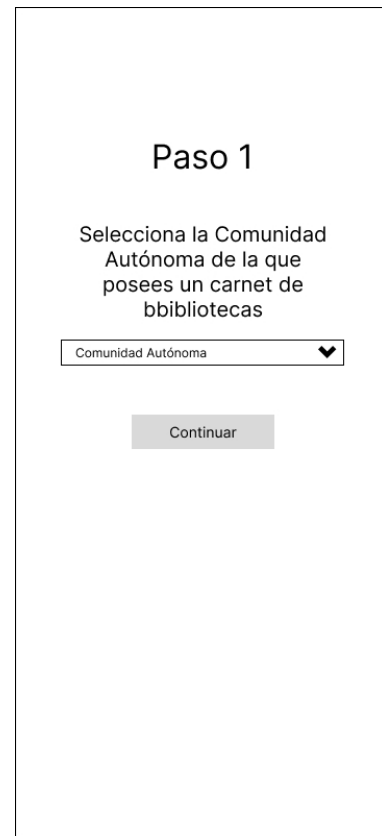 Paso 1
Selecciona la Comunidad
Autónoma de la que
posees un carnet de
bbibliotecas
Comunidad Autónoma
Continuar